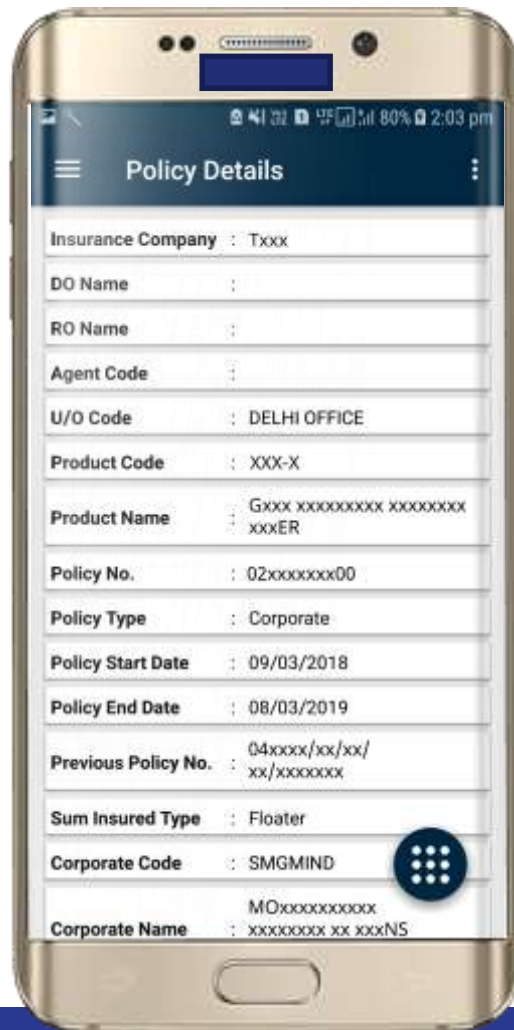 80% 2:03 pm
Policy Details
Insurance Company : Txxx
DO Name :
RO Name :
Agent Code :
U/O Code : DELHI OFFICE
Product Code : XXX-X
Product Name : Gxxx xxxxxxxxx xxxxxxxx
xxxER
Policy No. : 02xxxxxxx00
Policy Type : Corporate
Policy Start Date : 09/03/2018
Policy End Date : 08/03/2019
Previous Policy No. : 04xxxx/xx/xx/
xx/xxxxxxx
Sum Insured Type : Floater
Corporate Code : SMGMIND
Corporate Name : MOxxxxxxxxxx
xxxxxxxx xx xxxNS